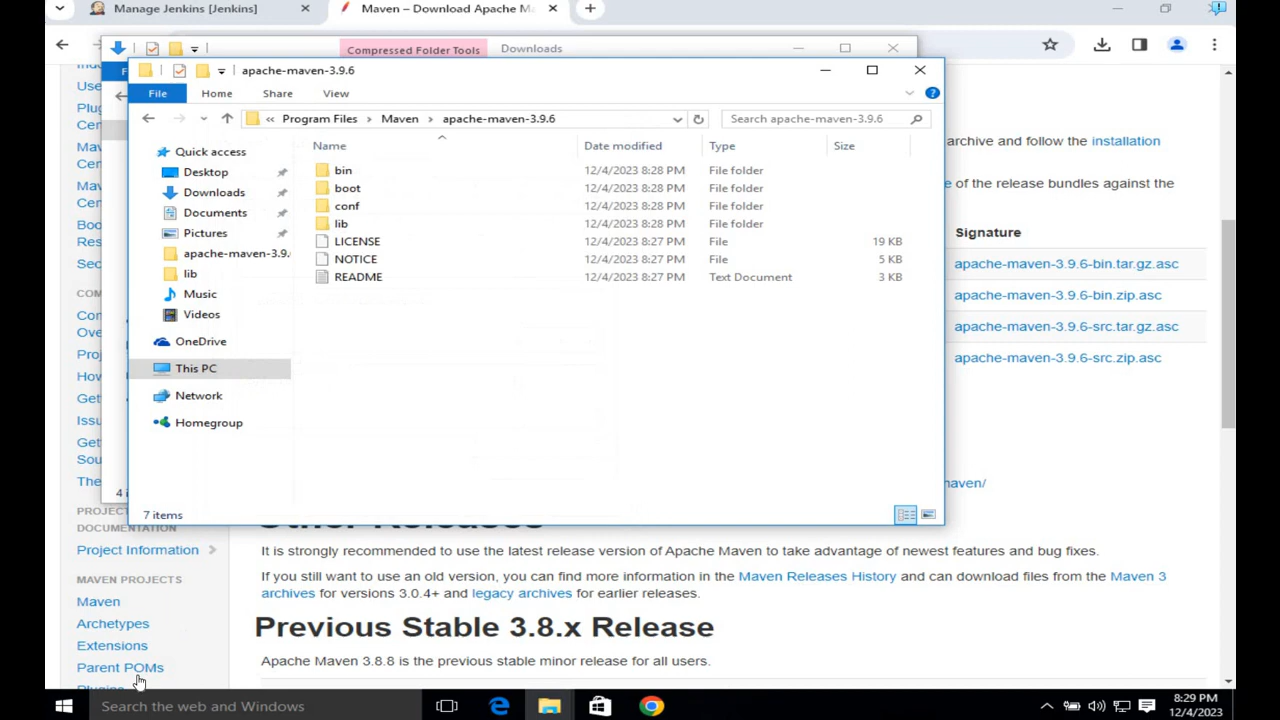 Manage Jenkins [Jenkins]
Maven – Download Apache Ma
Compressed Folder Tools
Downloads
apache-maven-3.9.6
File
Home
Share
View
Program Files
Maven
apache-maven-3.9.6
Search apache-maven-3.9.6
Quick access
Desktop
Downloads
Documents
Pictures
apache-maven-3.9.
lib
Music
Videos
OneDrive
This PC
Network
Homegroup
Name
Date modified
Type
Size
bin 12/4/2023 8:28 PM File folder
boot 12/4/2023 8:28 PM File folder
conf 12/4/2023 8:28 PM File folder
lib 12/4/2023 8:28 PM File folder
LICENSE 12/4/2023 8:27 PM File 19 KB
NOTICE 12/4/2023 8:27 PM File 5 KB
README 12/4/2023 8:27 PM Text Document 3 KB
7 items
archive and follow the installation
of the release bundles against the
Signature
apache-maven-3.9.6-bin.tar.gz.asc
apache-maven-3.9.6-bin.zip.asc
apache-maven-3.9.6-src.tar.gz.asc
apache-maven-3.9.6-src.zip.asc
naven/
Use
Plug
Cen
Mav
Cen
Mav
Boo
Res
Sec
CO
Con
Ove
Proj
How
Get
Issu
Get
Sou
The
4 i
PROJECT
DOCUMENTATION
Project Information
MAVEN PROJECTS
Maven
Archetypes
Extensions
Parent POMs
Plugins
Other Releases
It is strongly recommended to use the latest release version of Apache Maven to take advantage of newest features and bug fixes.
If you still want to use an old version, you can find more information in the Maven Releases History and can download files from the Maven 3
archives for versions 3.0.4+ and legacy archives for earlier releases.
Previous Stable 3.8.x Release
Apache Maven 3.8.8 is the previous stable minor release for all users.
Search the web and Windows
8:29 PM
12/4/2023